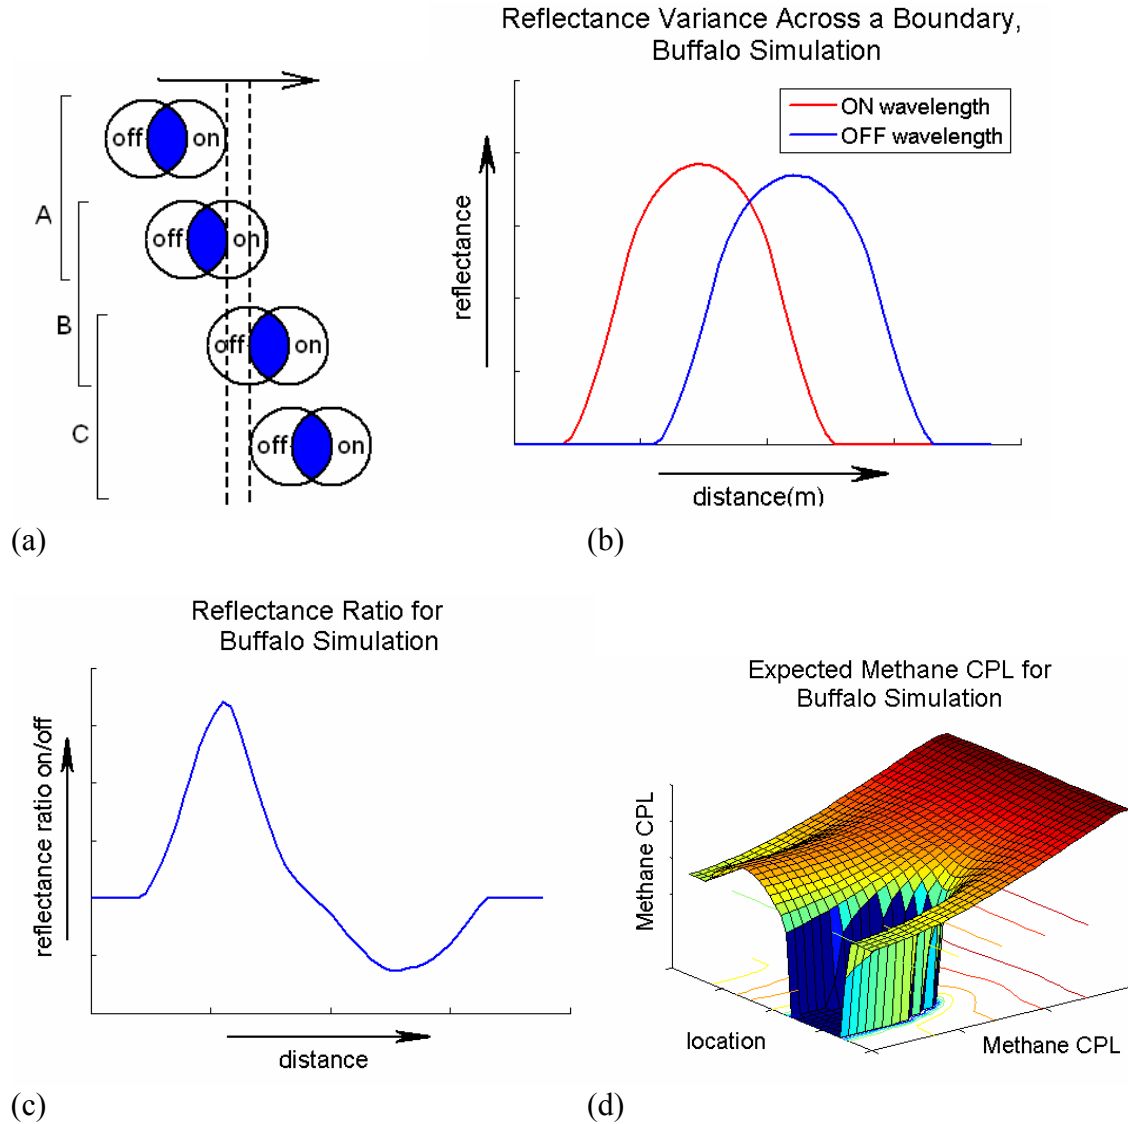 off on
A
off on
B
off on
C
off on
(a)
Reflectance Variance Across a Boundary,
Buffalo Simulation
ON wavelength
OFF wavelength
reflectance
distance(m)
(b)
Reflectance Ratio for
Buffalo Simulation
reflectance ratio on/off
distance
(c)
Expected Methane CPL for
Buffalo Simulation
Methane CPL
location
Methane CPL
(d)